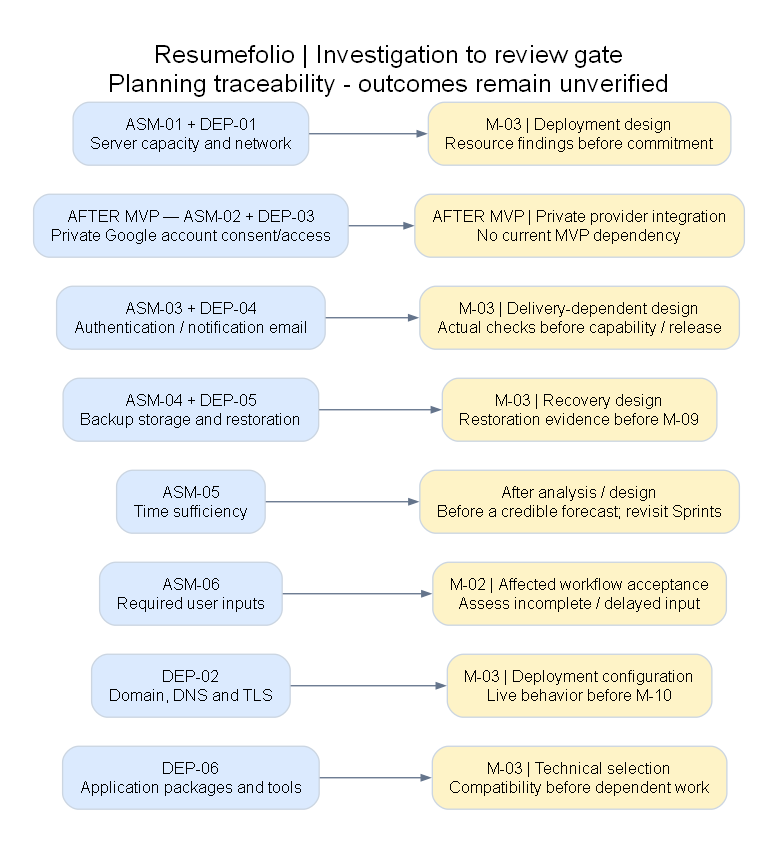 Resumefolio | Investigation to review gate
Planning traceability - outcomes remain unverified
ASM-01 + DEP-01
Server capacity and network
M-03 | Deployment design
Resource findings before commitment
AFTER MVP — ASM-02 + DEP-03
Private Google account consent/access
AFTER MVP | Private provider integration
No current MVP dependency
ASM-03 + DEP-04
Authentication / notification email
M-03 | Delivery-dependent design
Actual checks before capability / release
ASM-04 + DEP-05
Backup storage and restoration
M-03 | Recovery design
Restoration evidence before M-09
ASM-05
Time sufficiency
After analysis / design
Before a credible forecast; revisit Sprints
ASM-06
Required user inputs
M-02 | Affected workflow acceptance
Assess incomplete / delayed input
DEP-02
Domain, DNS and TLS
M-03 | Deployment configuration
Live behavior before M-10
DEP-06
Application packages and tools
M-03 | Technical selection
Compatibility before dependent work